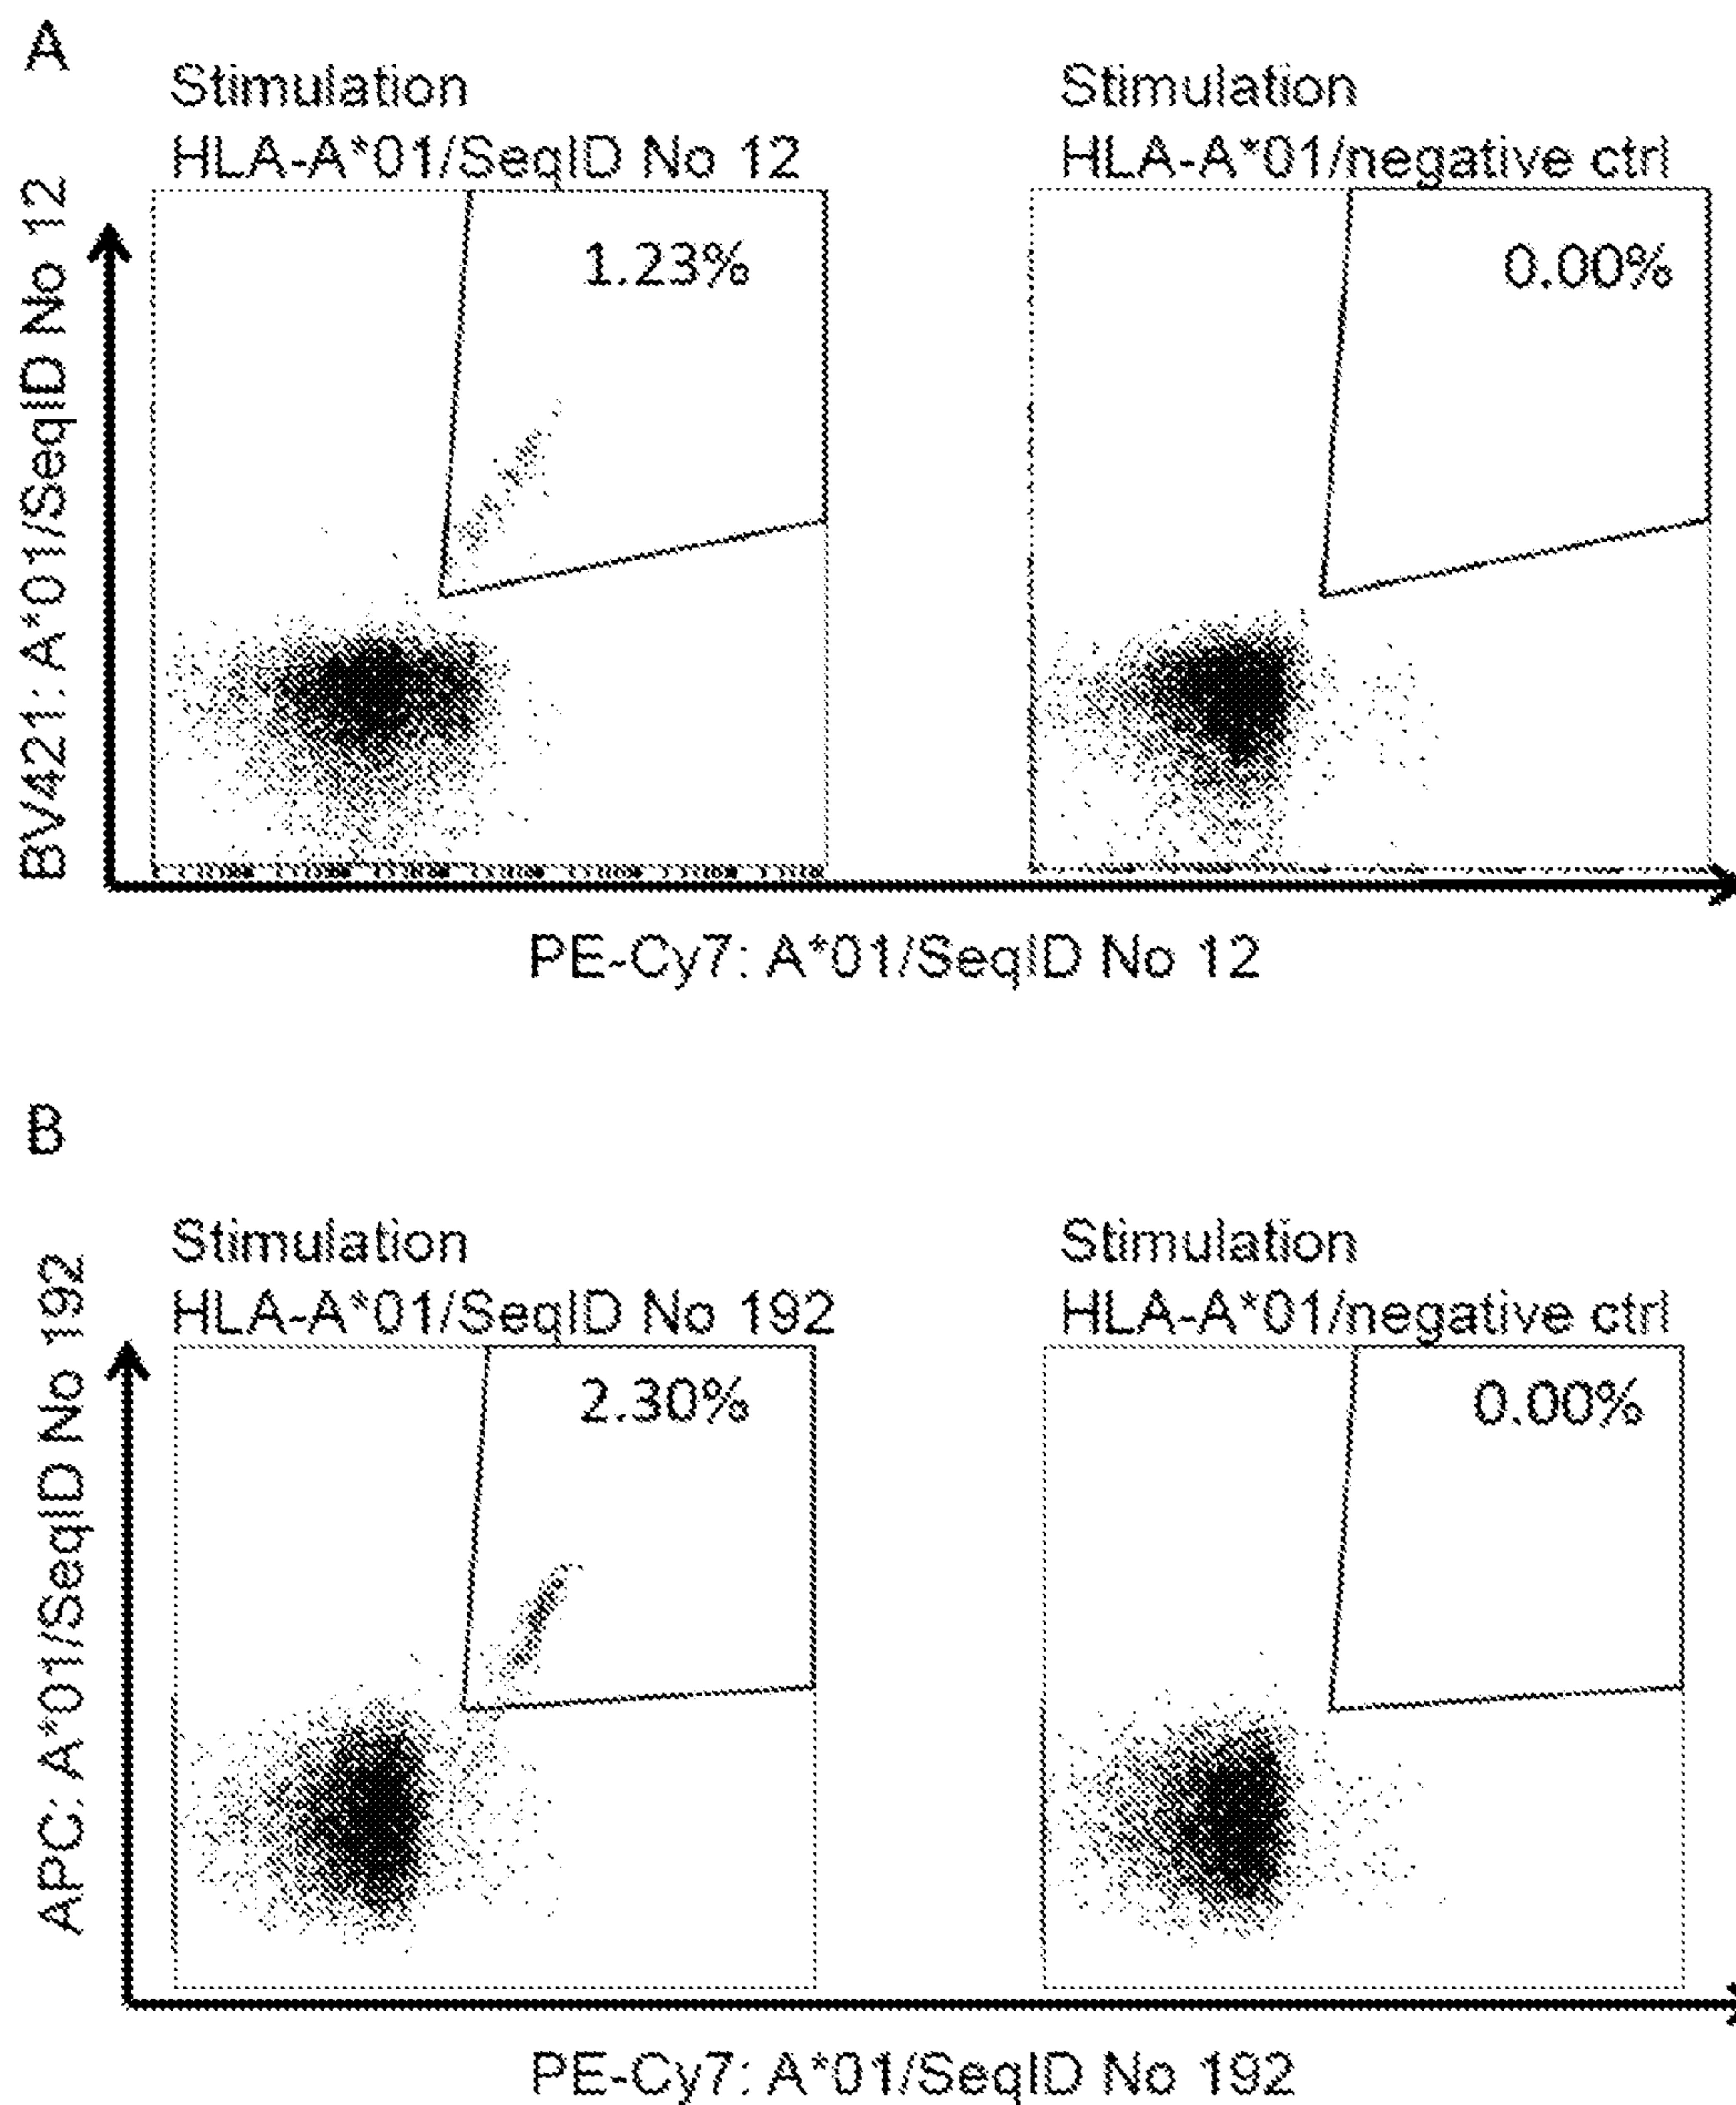 A
Stimulation
HLA-A*01/SeqID No 12
Stimulation
HLA-A*01/negative ctrl
BV421: A*01/SeqID No 12
1.23%
0.00%
PE-Cy7: A*01/SeqID No 12
B
Stimulation
HLA-A*01/SeqID No 192
Stimulation
HLA-A*01/negative ctrl
APC: A*01/SeqID No 192
2.30%
0.00%
PE-Cy7: A*01/SeqID No 192